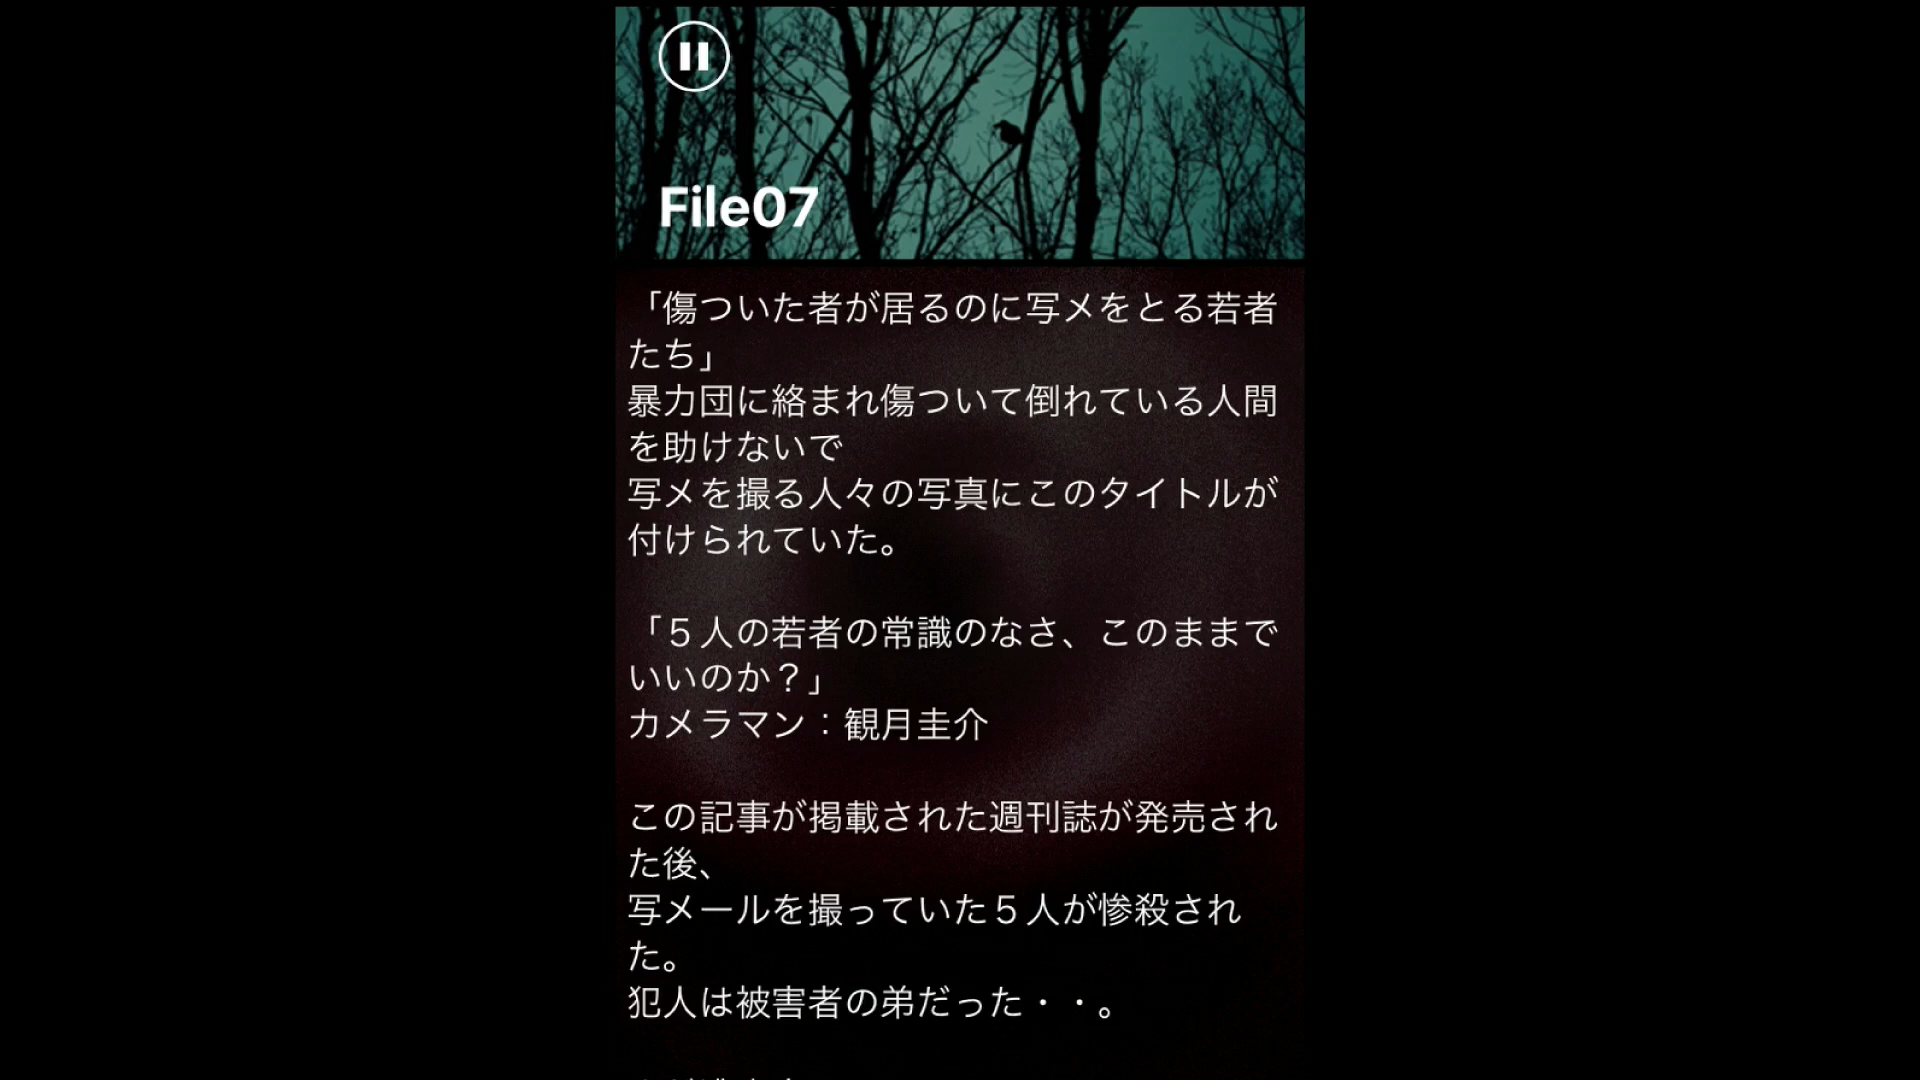 File07
「傷ついた者が居るのに写メをとる若者
たち」
暴力団に絡まれ傷ついて倒れている人間
を助けないで
写メを撮る人々の写真にこのタイトルが
付けられていた。
「５人の若者の常識のなさ、このままで
いいのか？」
カメラマン：観月圭介
この記事が掲載された週刊誌が発売され
た後、
写メールを撮っていた５人が惨殺され
た。
犯人は被害者の弟だった・・。